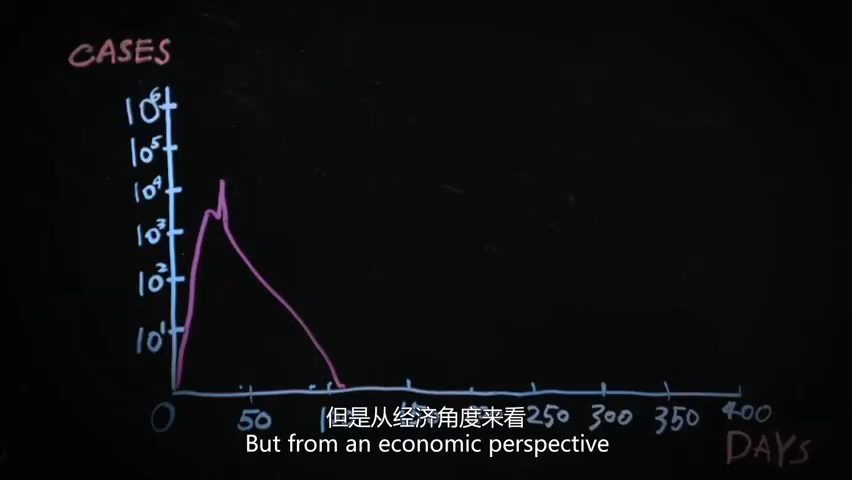 CASES
10⁶
10⁵
10⁴
10³
10²
10¹
0 50 250 300 350 400
DAYS
但是从经济角度来看
But from an economic perspective